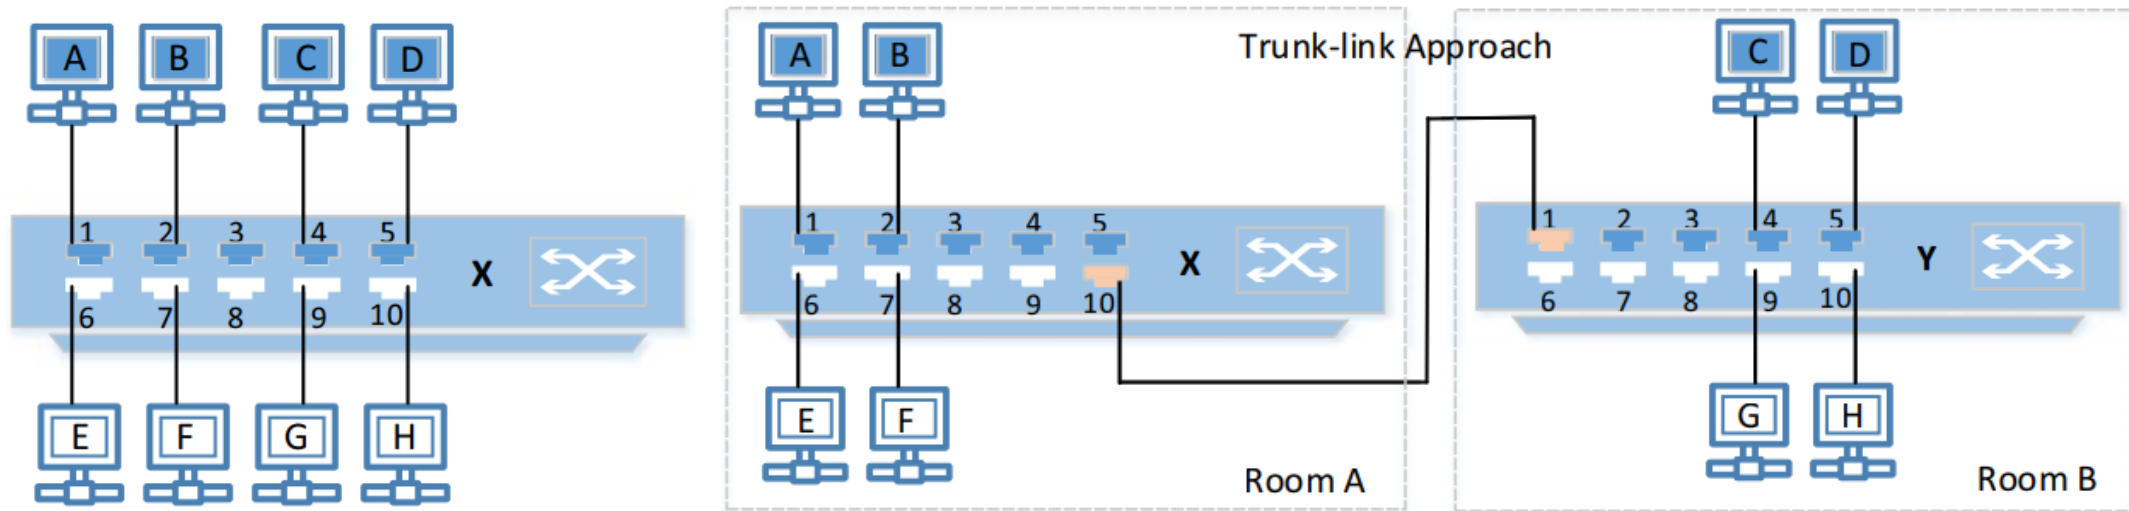 A B C D
1 2 3 4 5
X
6 7 8 9 10
E F G H
Trunk-link Approach
A B
1 2 3 4 5
X
6 7 8 9 10
E F
Room A
C D
1 2 3 4 5
Y
6 7 8 9 10
G H
Room B